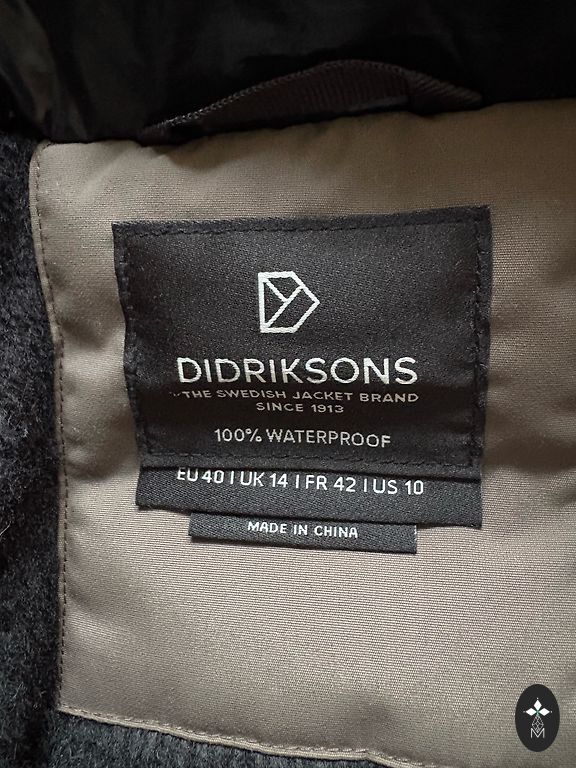 DIDRIKSONS
THE SWEDISH JACKET BRAND
SINCE 1913
100% WATERPROOF
EU 40 | UK 14 | FR 42 | US 10
MADE IN CHINA
M